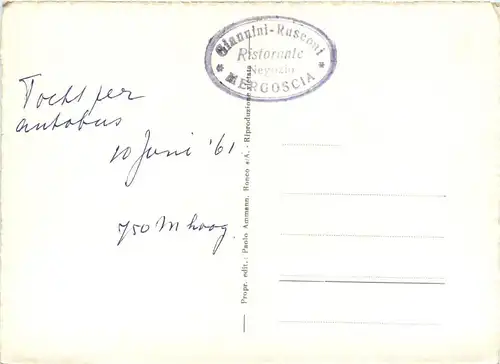 Giannini-Rusconi
Ristorante
Negozio
* MERGOSCIA *
Tocht per
autobus
10 Juni '61
750 M hoog.
Propr. edit.: Paolo Ammann, Ronco s/A. - Riproduzione vietata